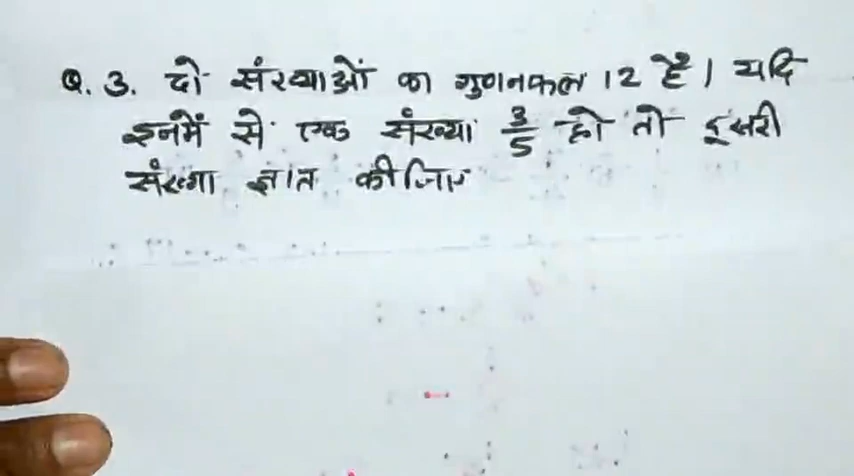 Q. 3. दो संख्याओं का गुणनफल 12 है। यदि
इनमें से एक संख्या 3/5 हो तो दूसरी
संख्या ज्ञात कीजिए